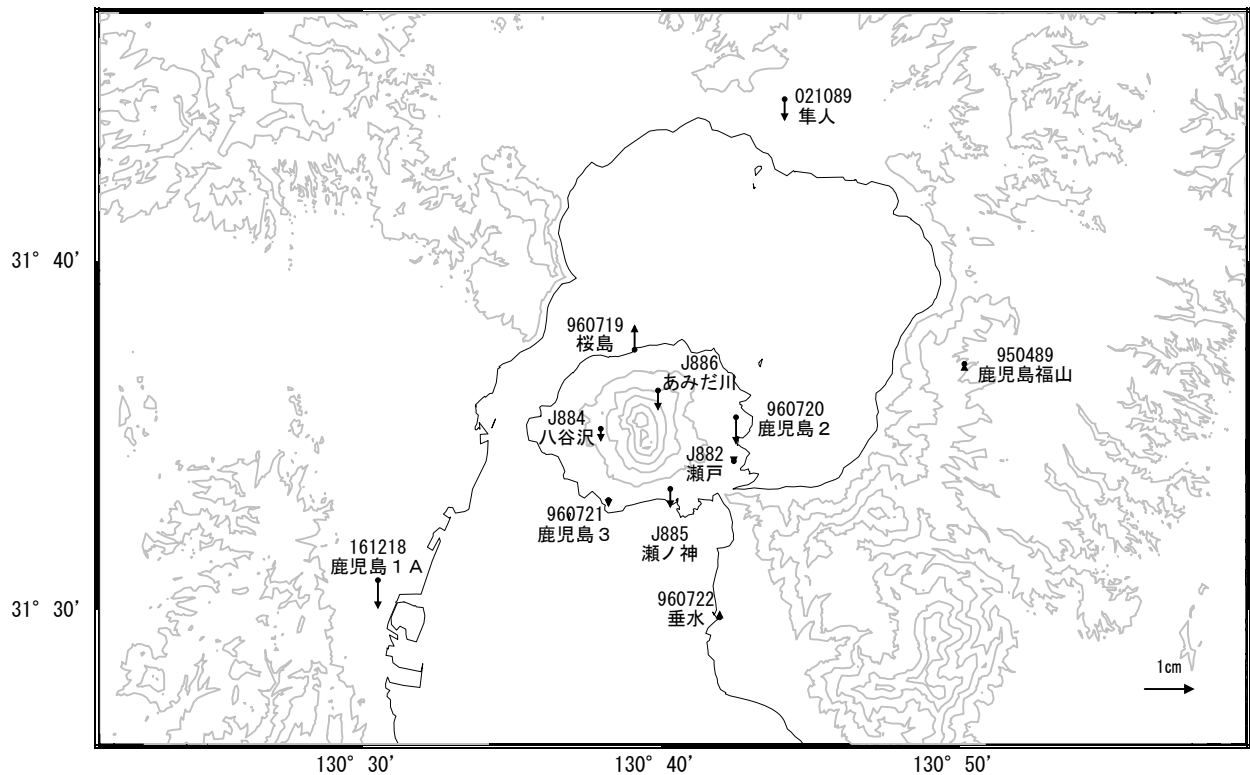 021089
隼人
31° 40′
960719
桜島
J886
あみだ川
950489
鹿児島福山
J884
八谷沢
960720
鹿児島２
J882
瀬戸
960721
鹿児島３
J885
瀬ノ神
161218
鹿児島１Ａ
960722
垂水
31° 30′
1cm
130° 30′
130° 40′
130° 50′